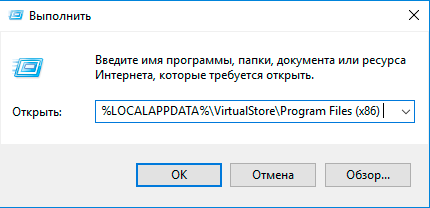 Выполнить
Введите имя программы, папки, документа или ресурса
Интернета, которые требуется открыть.
Открыть: %LOCALAPPDATA%\VirtualStore\Program Files (x86)
ОК Отмена Обзор...